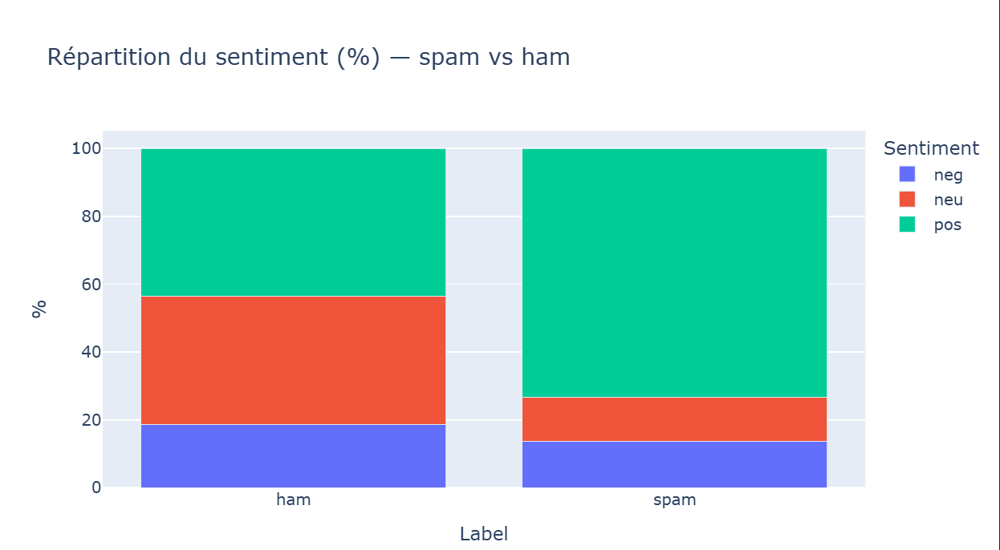 Répartition du sentiment (%) — spam vs ham
Sentiment
neg
neu
pos
100
80
60
40
20
0
%
ham
spam
Label